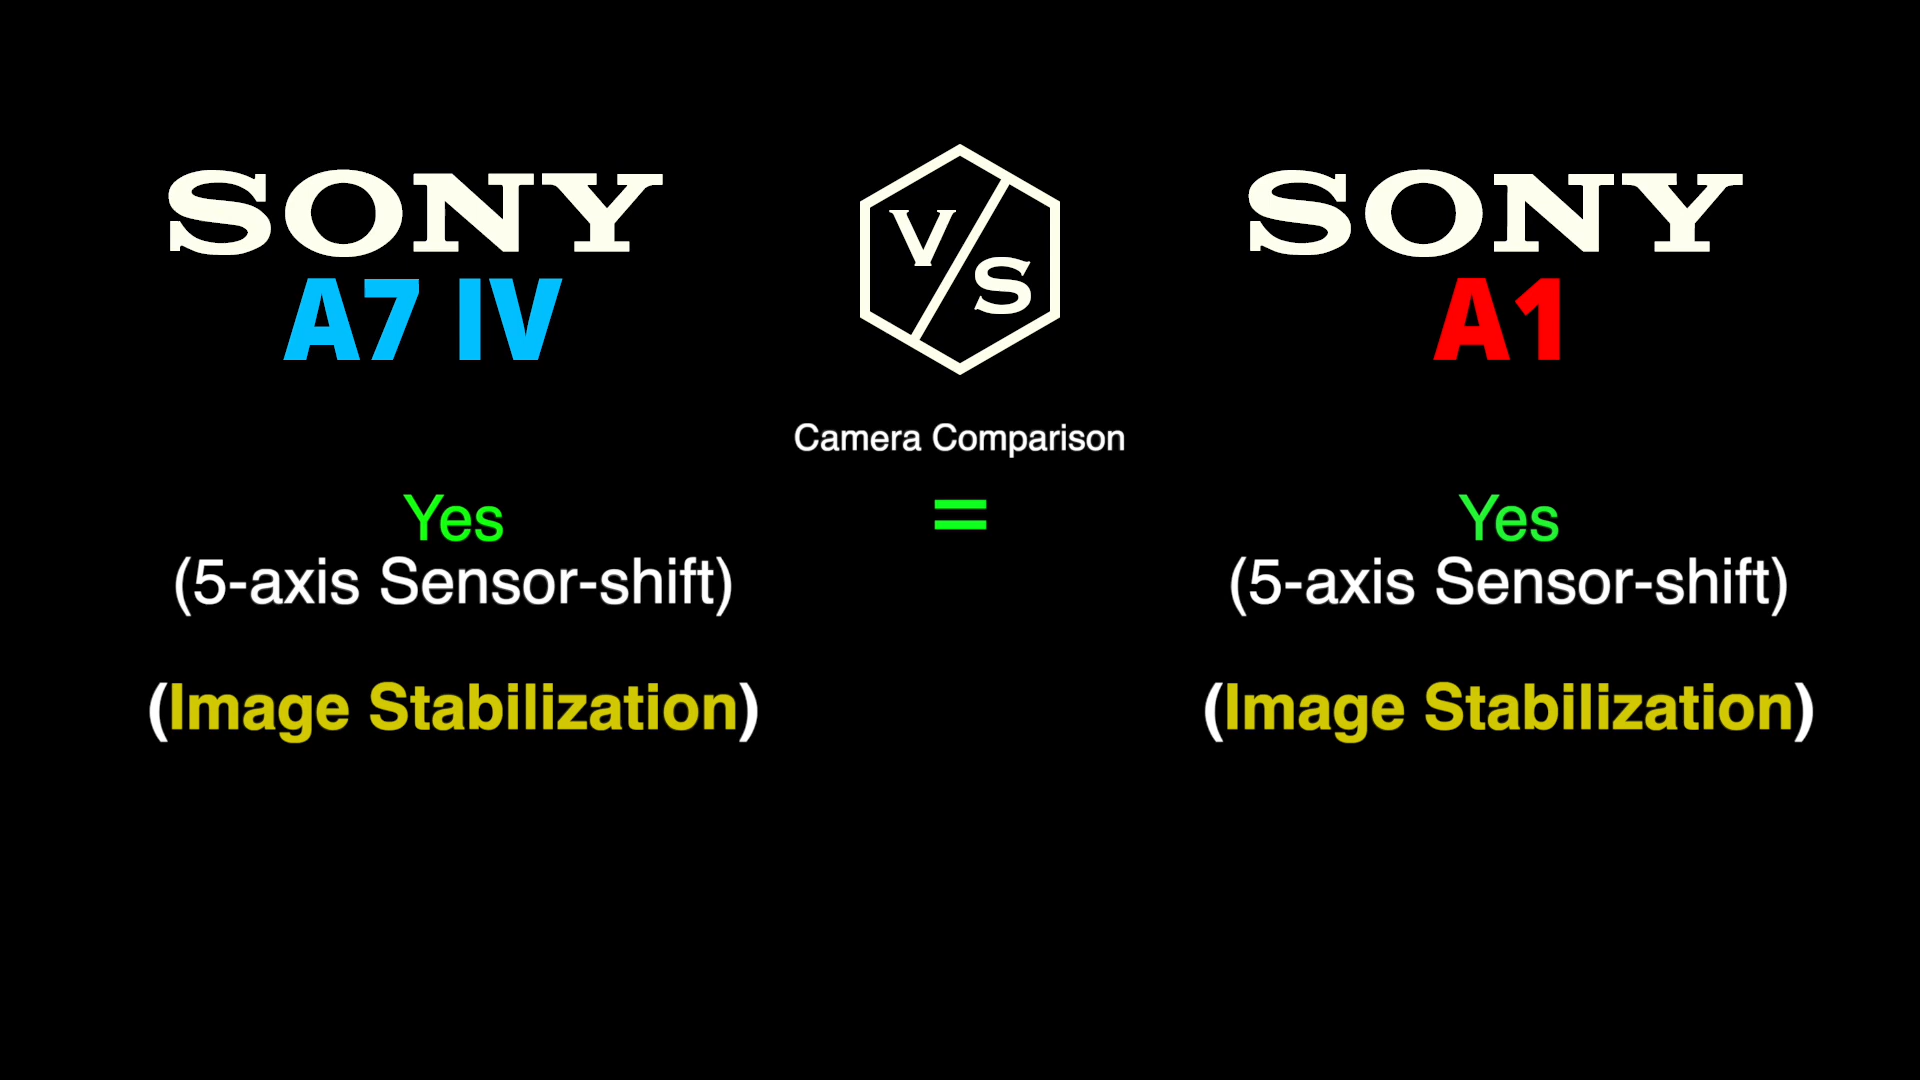 SONY
A7 IV
VS
SONY
A1
Camera Comparison
Yes
(5-axis Sensor-shift)
(Image Stabilization)
=
Yes
(5-axis Sensor-shift)
(Image Stabilization)